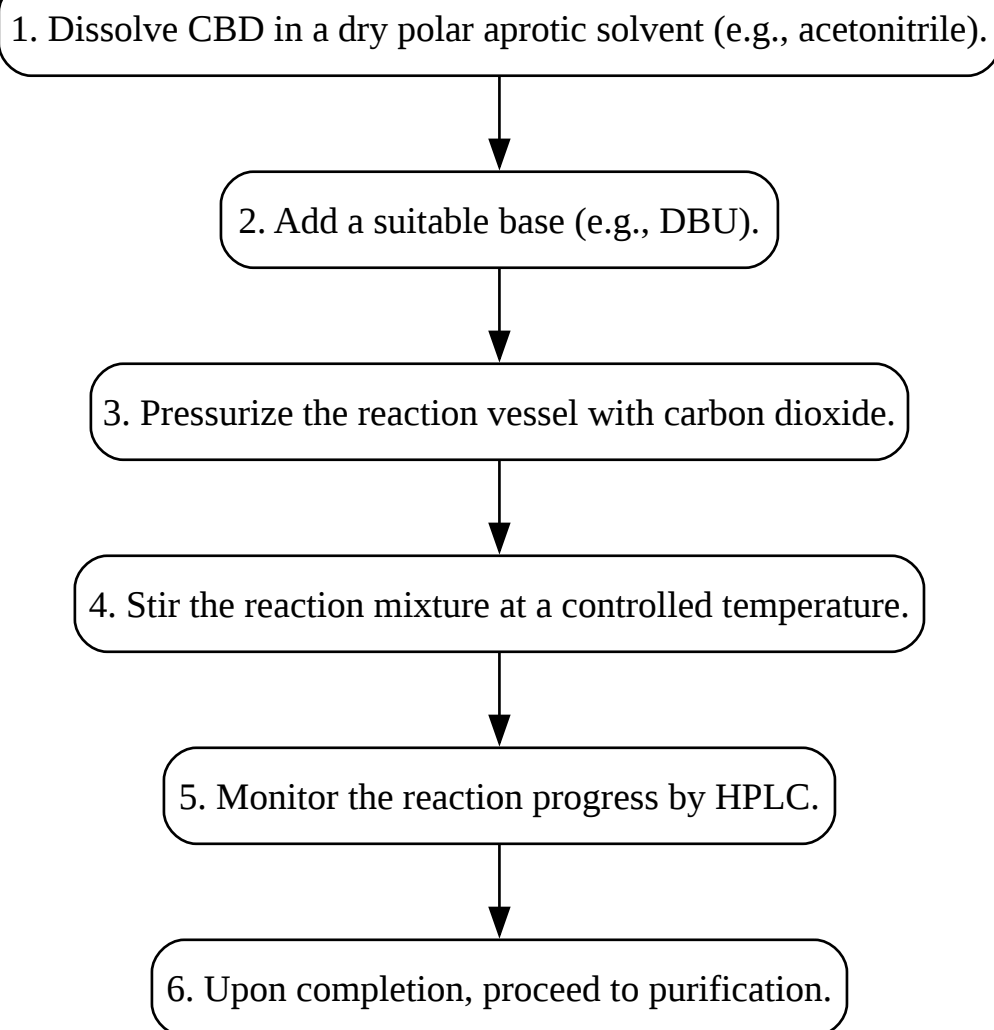 1. Dissolve CBD in a dry polar aprotic solvent (e.g., acetonitrile).
2. Add a suitable base (e.g., DBU).
3. Pressurize the reaction vessel with carbon dioxide.
4. Stir the reaction mixture at a controlled temperature.
5. Monitor the reaction progress by HPLC.
6. Upon completion, proceed to purification.